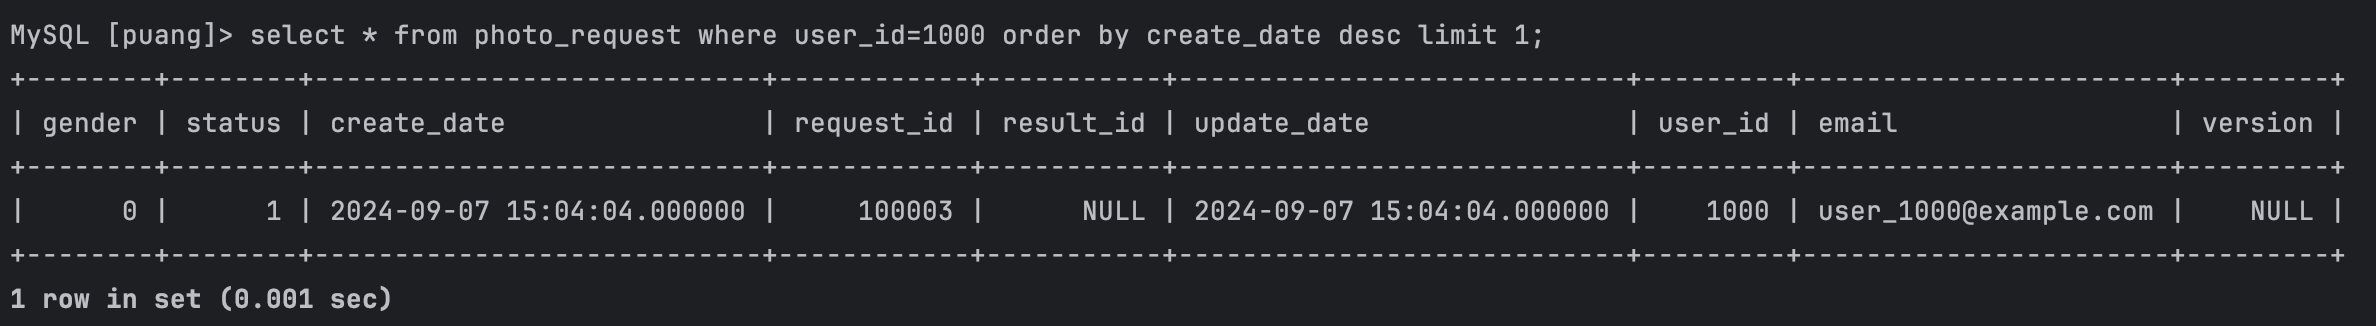 MySQL [puang]> select * from photo_request where user_id=1000 order by create_date desc limit 1;
+--------+--------+----------------------------+------------+-----------+----------------------------+---------+-----------------------+---------+
| gender | status | create_date                | request_id | result_id | update_date                | user_id | email                 | version |
+--------+--------+----------------------------+------------+-----------+----------------------------+---------+-----------------------+---------+
|      0 |      1 | 2024-09-07 15:04:04.000000 |     100003 |      NULL | 2024-09-07 15:04:04.000000 |    1000 | user_1000@example.com |    NULL |
+--------+--------+----------------------------+------------+-----------+----------------------------+---------+-----------------------+---------+
1 row in set (0.001 sec)